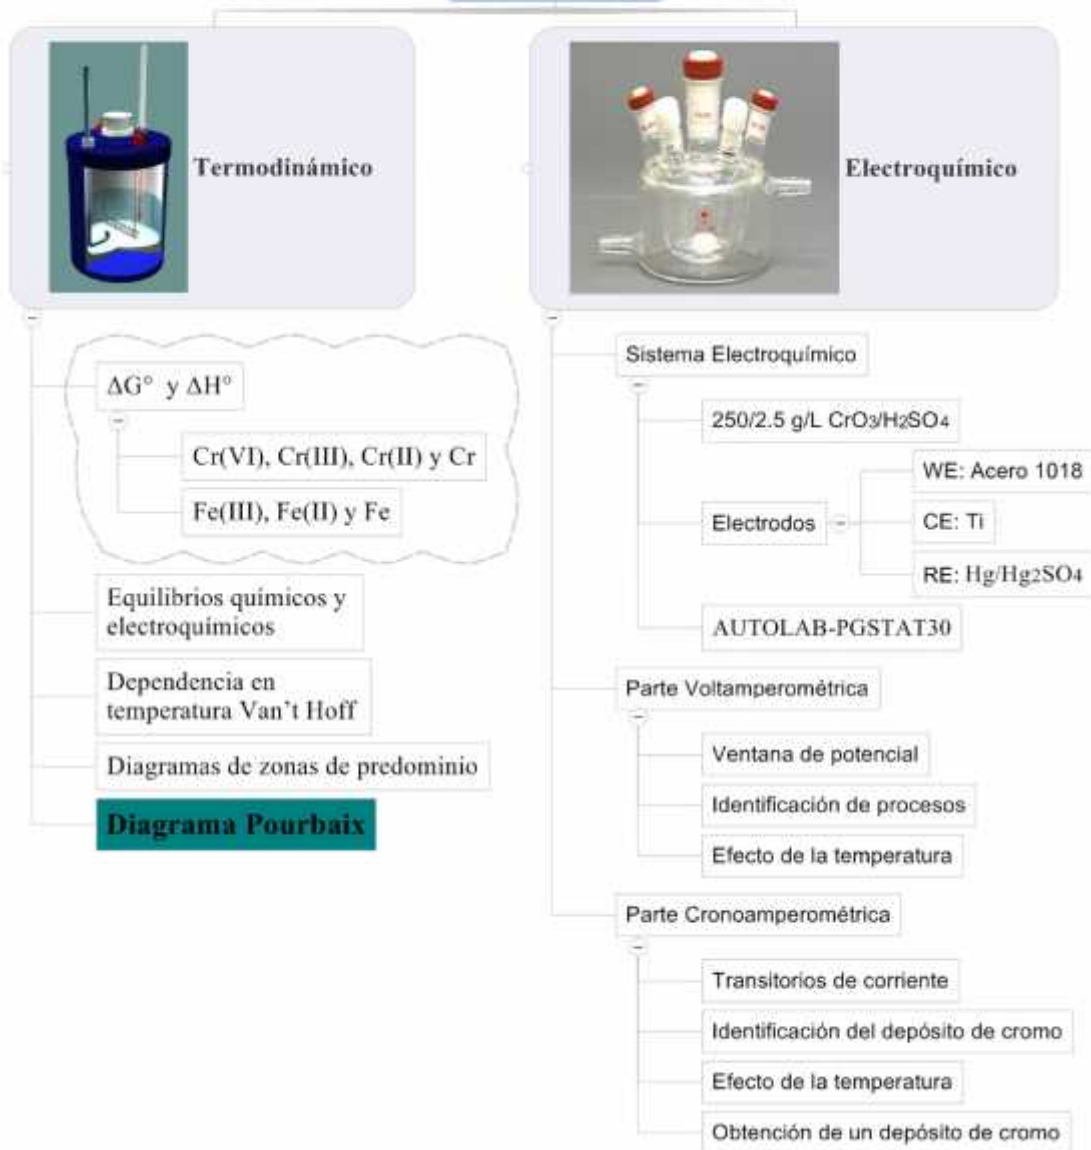 Termodinámico
ΔG° y ΔH°
Cr(VI), Cr(III), Cr(II) y Cr
Fe(III), Fe(II) y Fe
Equilibrios químicos y
electroquímicos
Dependencia en
temperatura Van't Hoff
Diagramas de zonas de predominio
Diagrama Pourbaix
Electroquímico
Sistema Electroquímico
250/2.5 g/L CrO3/H2SO4
Electrodos
WE: Acero 1018
CE: Ti
RE: Hg/Hg2SO4
AUTOLAB-PGSTAT30
Parte Voltamperométrica
Ventana de potencial
Identificación de procesos
Efecto de la temperatura
Parte Cronoamperométrica
Transitorios de corriente
Identificación del depósito de cromo
Efecto de la temperatura
Obtención de un depósito de cromo